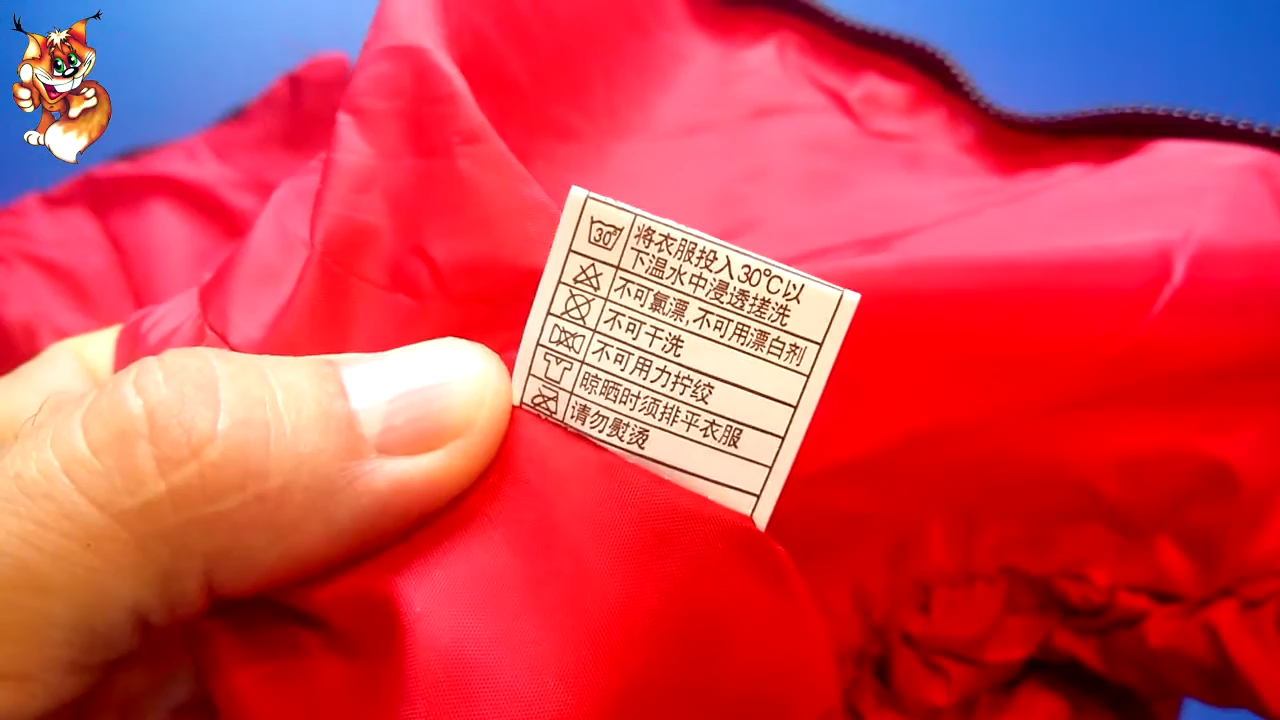 30°
将衣服投入30℃以
下温水中浸透搓洗
不可氯漂,不可用漂白剂
不可干洗
不可用力拧绞
晾晒时须排平衣服
请勿熨烫